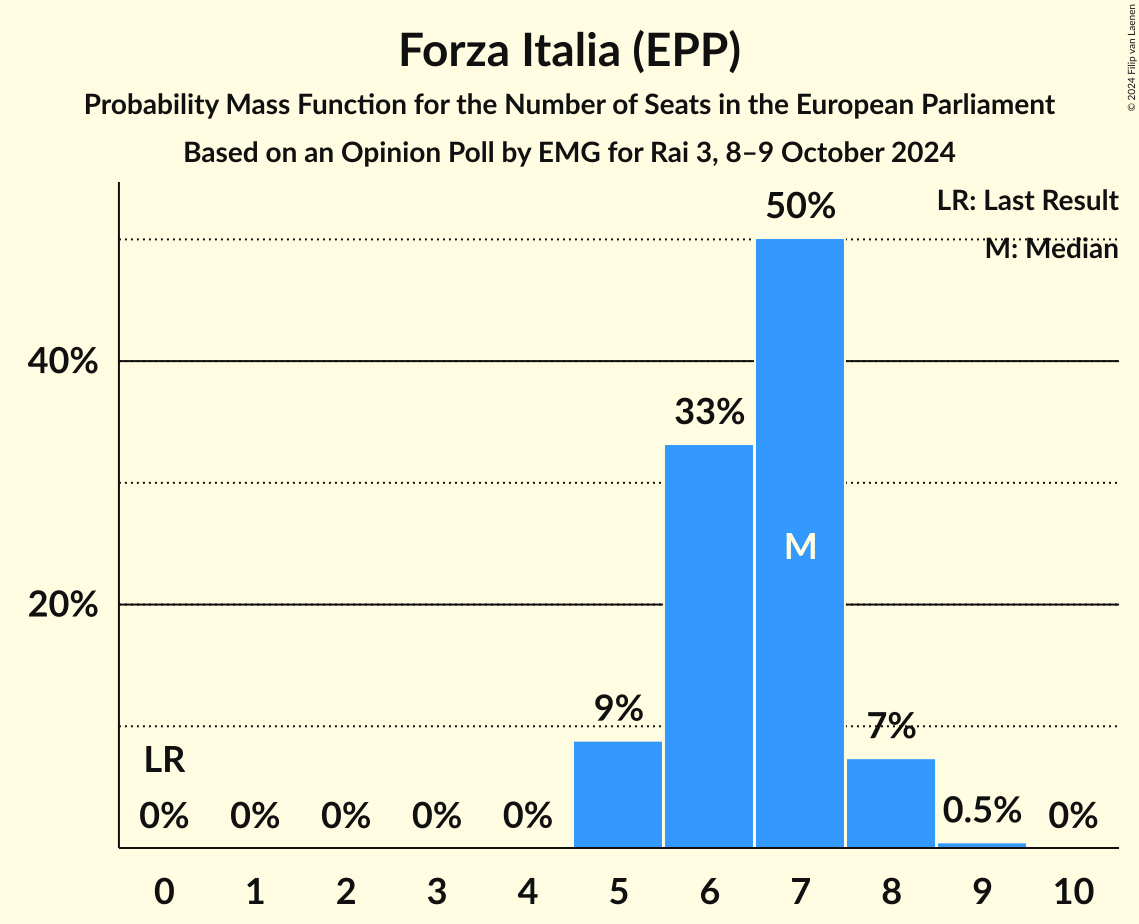 Forza Italia (EPP)
Probability Mass Function for the Number of Seats in the European Parliament
Based on an Opinion Poll by EMG for Rai 3, 8–9 October 2024
© 2024 Filip van Laenen
LR: Last Result
M: Median
50%
40%
33%
M
20%
9%
7%
LR
0% 0% 0% 0% 0% 0.5% 0%
0 1 2 3 4 5 6 7 8 9 10